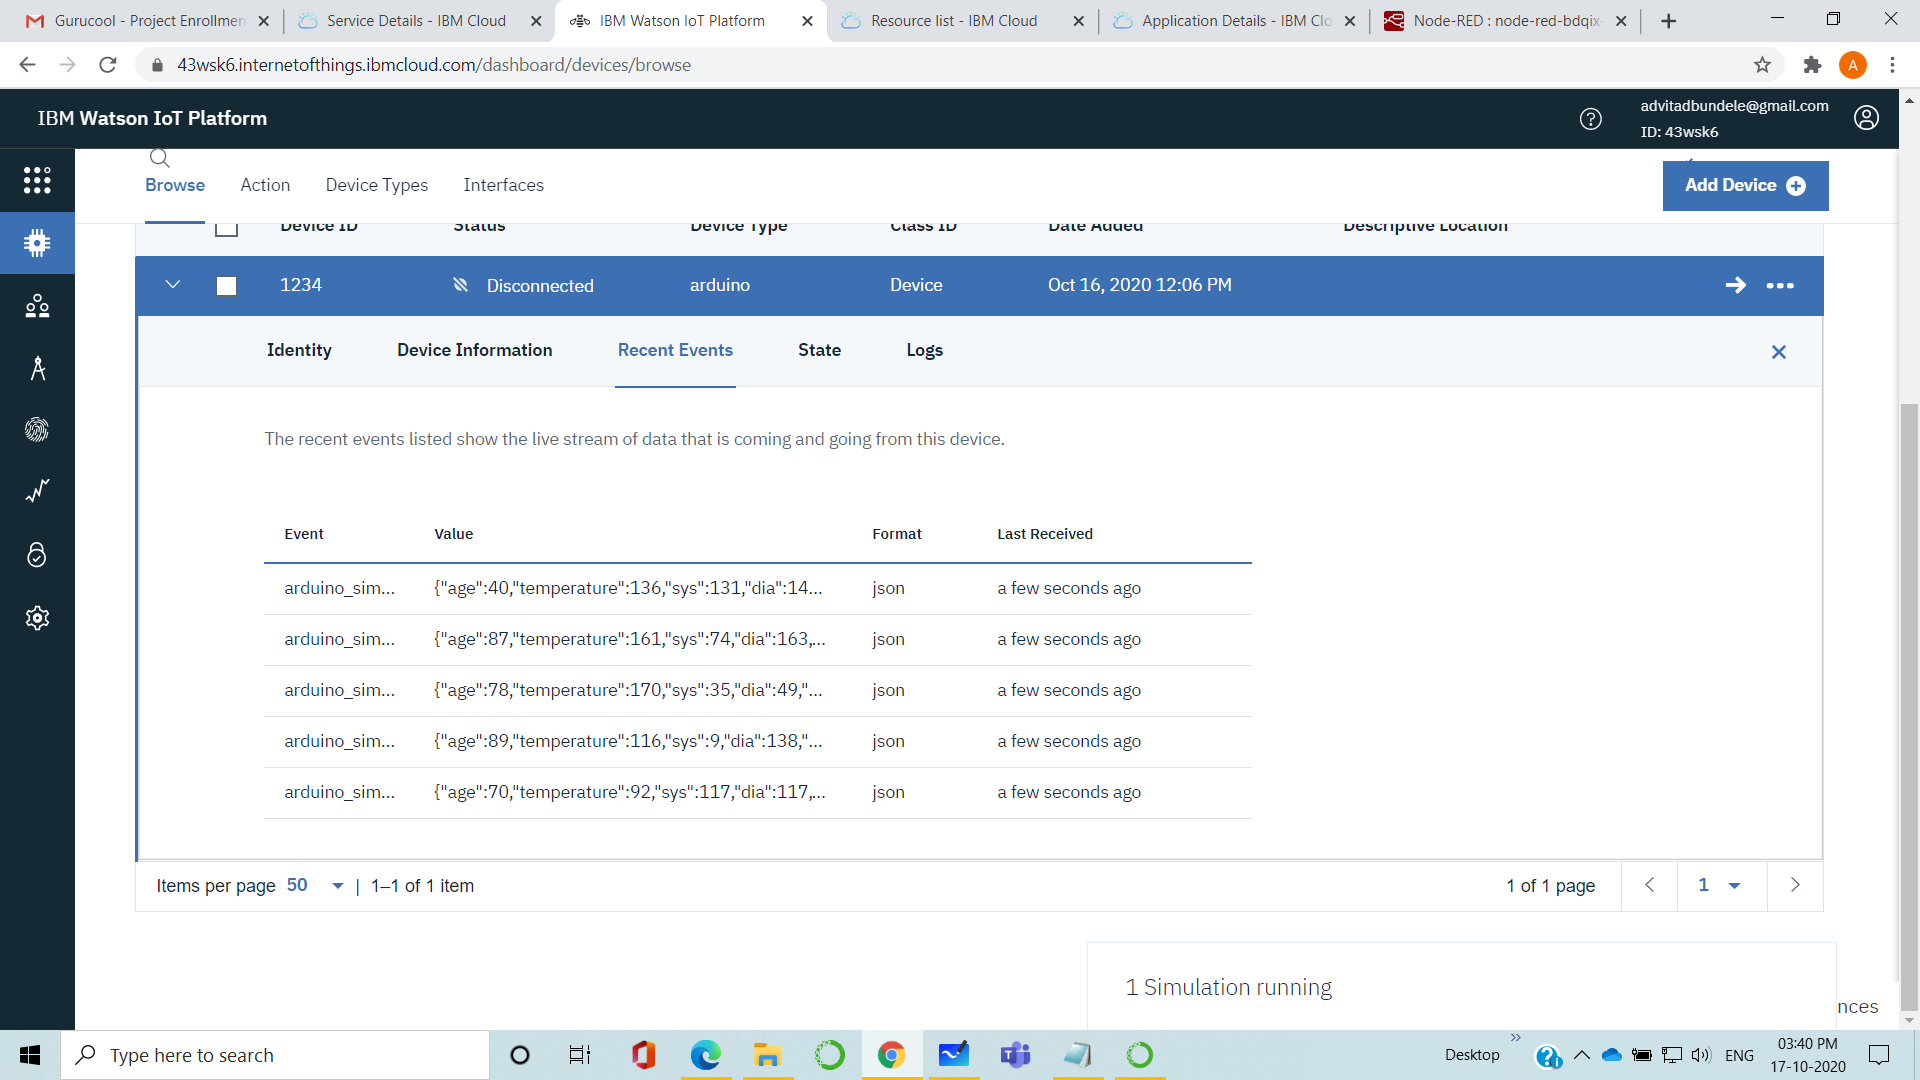 Gurucool - Project Enrollmen
Service Details - IBM Cloud
IBM Watson IoT Platform
Resource list - IBM Cloud
Application Details - IBM Clo
Node-RED : node-red-bdqix-
43wsk6.internetofthings.ibmcloud.com/dashboard/devices/browse
A
IBM Watson IoT Platform
advitadbundele@gmail.com
ID: 43wsk6
Browse Action Device Types Interfaces
Add Device
Device ID Status Device Type Class ID Date Added Descriptive Location
1234 Disconnected arduino Device Oct 16, 2020 12:06 PM
Identity Device Information Recent Events State Logs
The recent events listed show the live stream of data that is coming and going from this device.
Event Value Format Last Received
arduino_sim... {"age":40,"temperature":136,"sys":131,"dia":14... json a few seconds ago
arduino_sim... {"age":87,"temperature":161,"sys":74,"dia":163,... json a few seconds ago
arduino_sim... {"age":78,"temperature":170,"sys":35,"dia":49,"... json a few seconds ago
arduino_sim... {"age":89,"temperature":116,"sys":9,"dia":138,"... json a few seconds ago
arduino_sim... {"age":70,"temperature":92,"sys":117,"dia":117,... json a few seconds ago
Items per page 50 | 1–1 of 1 item
1 of 1 page 1
1 Simulation running
nces
Type here to search
Desktop
ENG
03:40 PM
17-10-2020